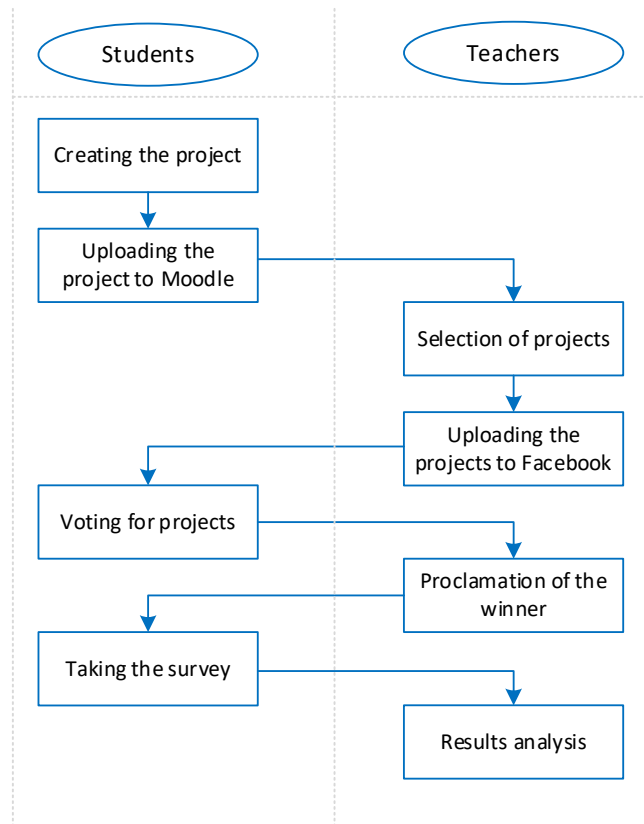 Students
Teachers
Creating the project
Uploading the
project to Moodle
Selection of projects
Uploading the
projects to Facebook
Voting for projects
Proclamation of the
winner
Taking the survey
Results analysis